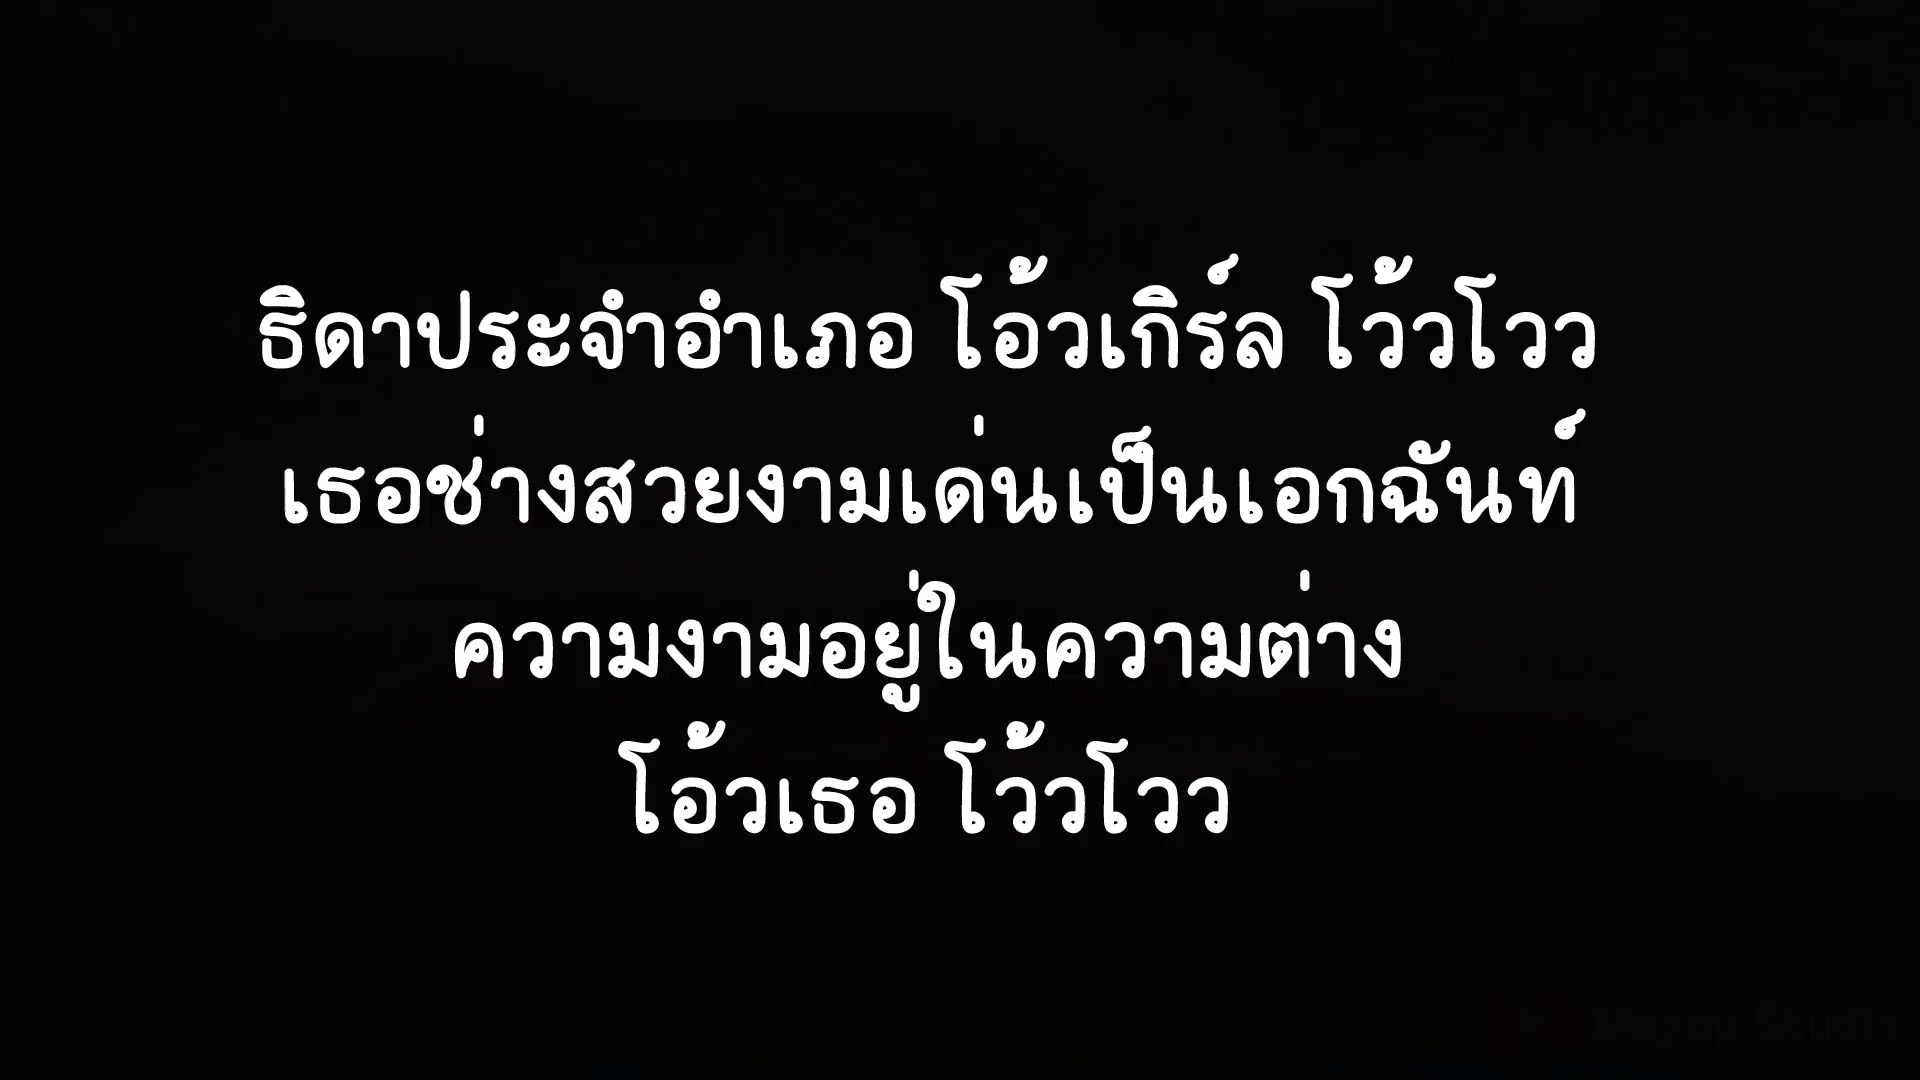 ธิดาประจำอำเภอ โอ้วเกิร์ล โว้วโวว
เธอช่างสวยงามเด่นเป็นเอกฉันท์
ความงามอยู่ในความต่าง
โอ้วเธอ โว้วโวว